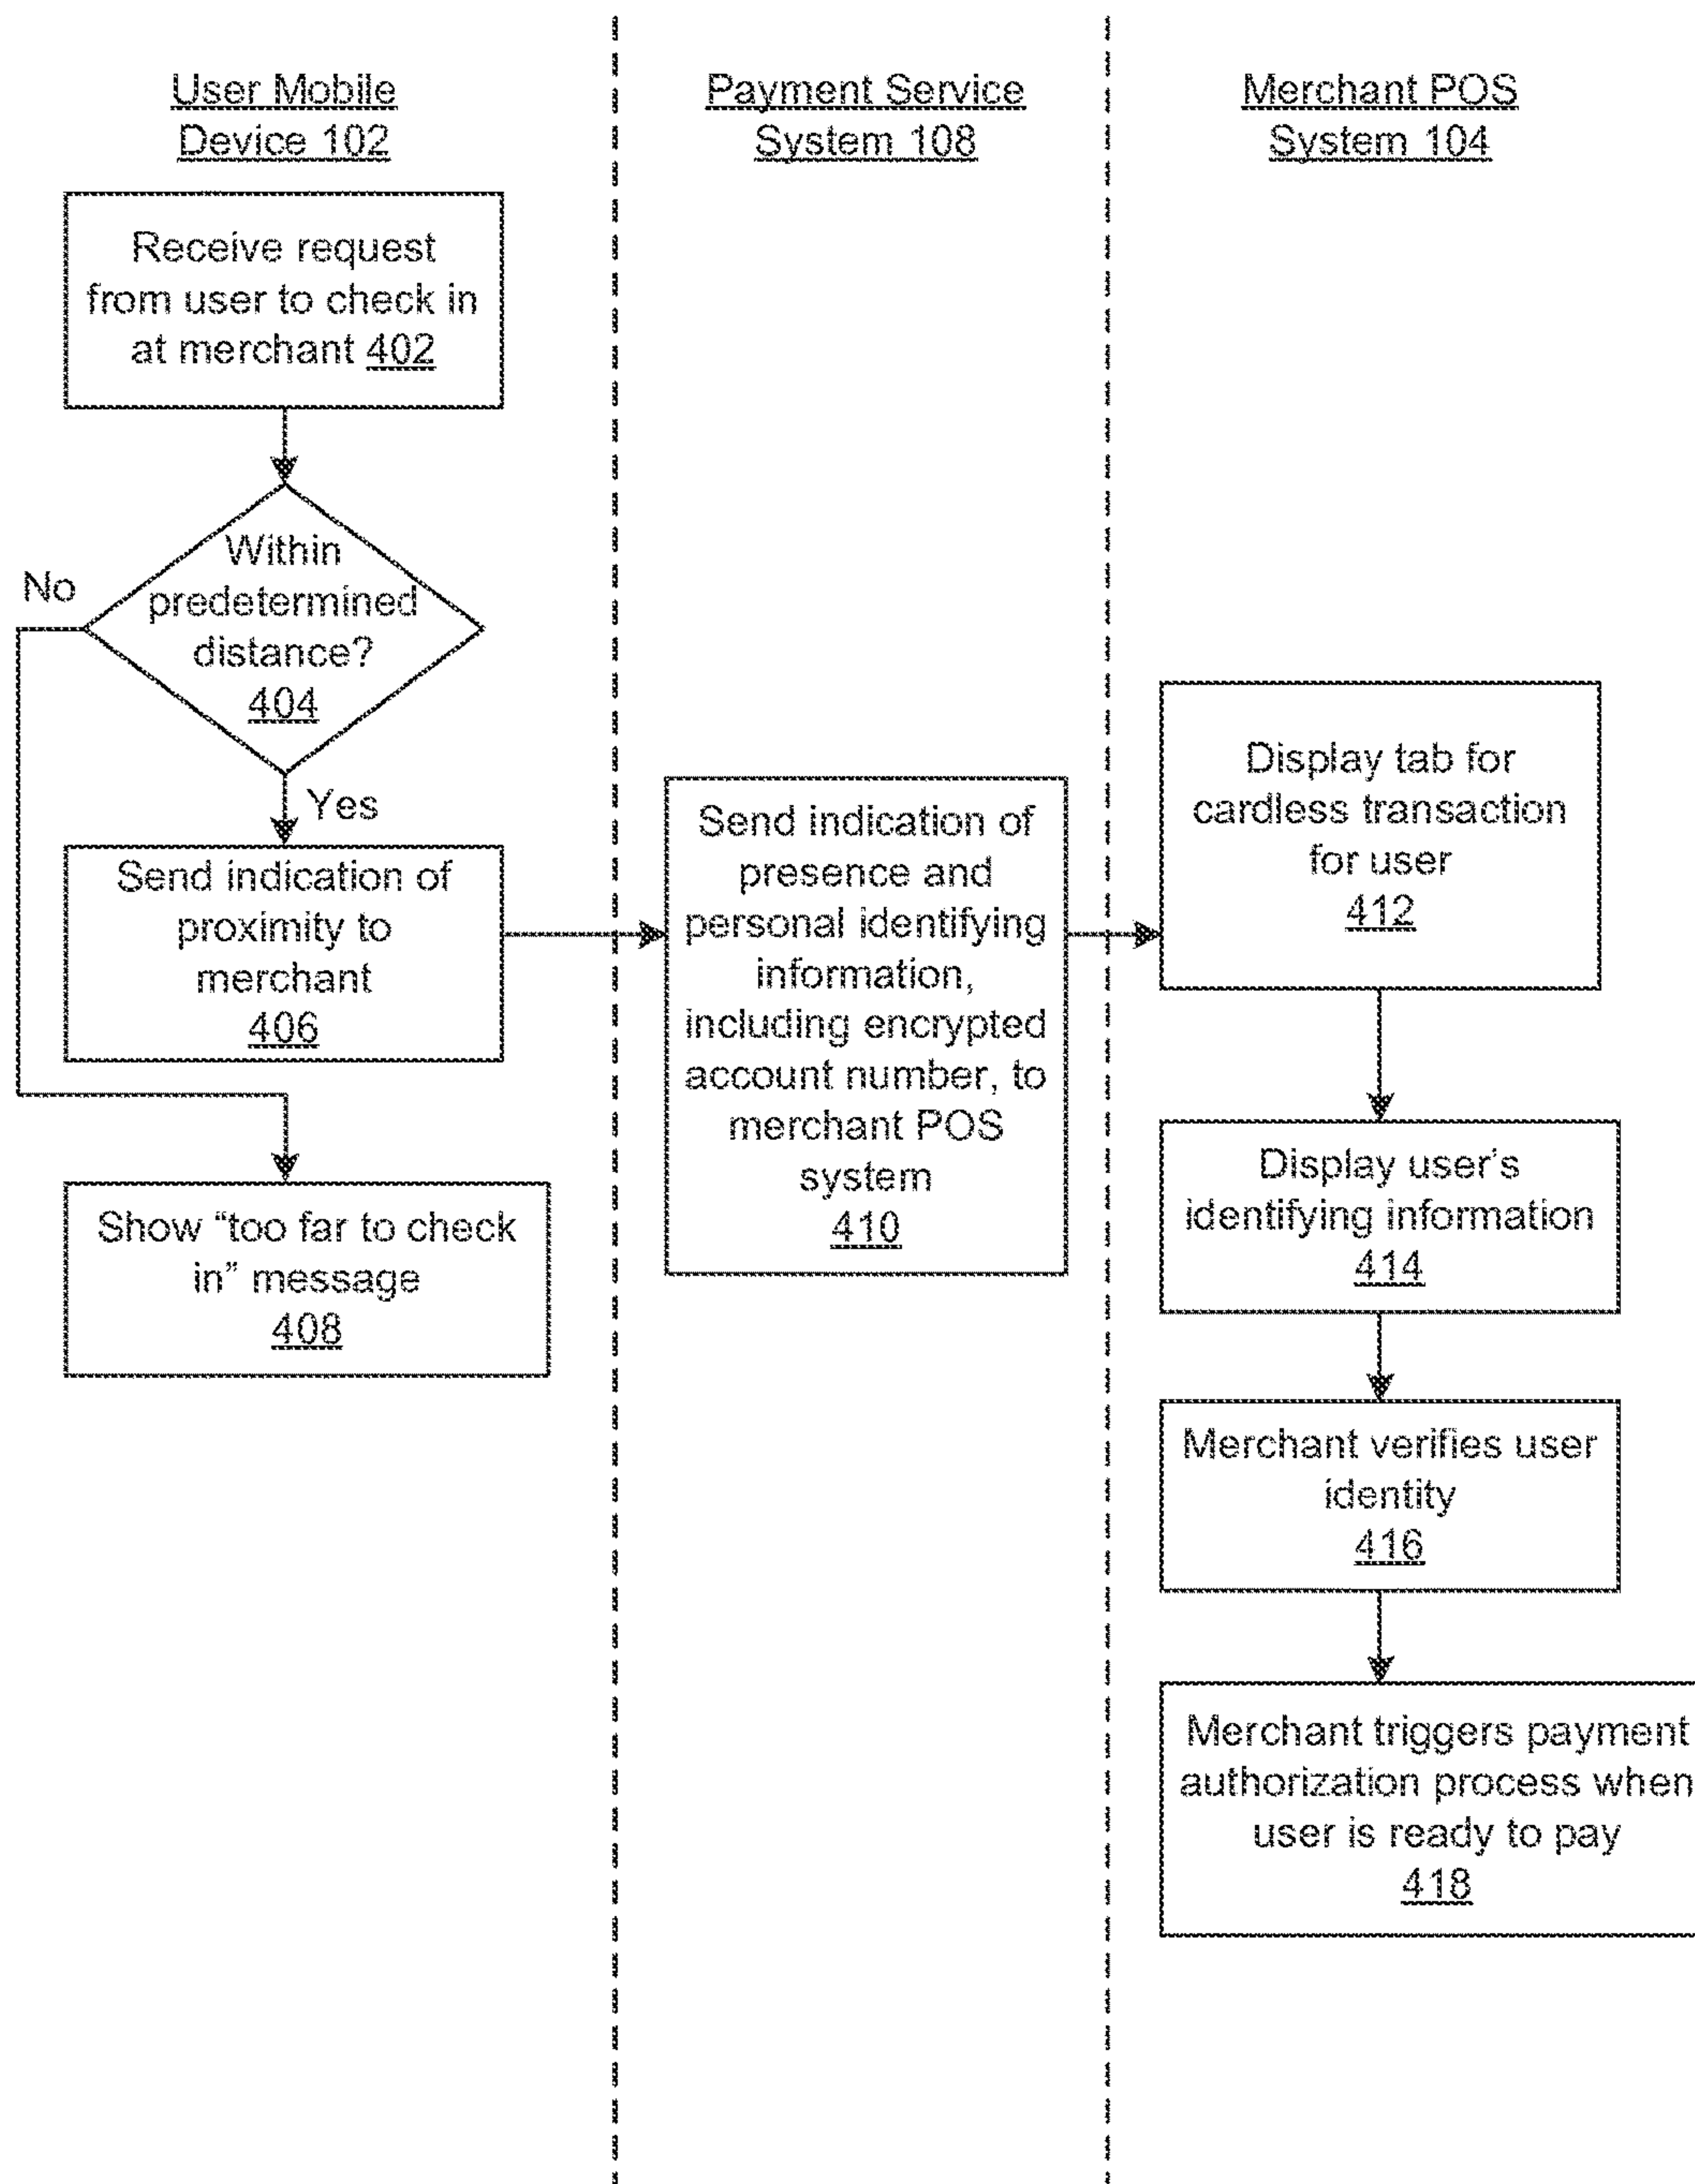 User Mobile
Device 102
Payment Service
System 108
Merchant POS
System 104
Receive request
from user to check in
at merchant 402
Within
predetermined
distance?
404
No
Yes
Send indication of
proximity to
merchant
406
Show “too far to check
in” message
408
Send indication of
presence and
personal identifying
information,
including encrypted
account number, to
merchant POS
system
410
Display tab for
cardless transaction
for user
412
Display user’s
identifying information
414
Merchant verifies user
identity
416
Merchant triggers payment
authorization process when
user is ready to pay
418